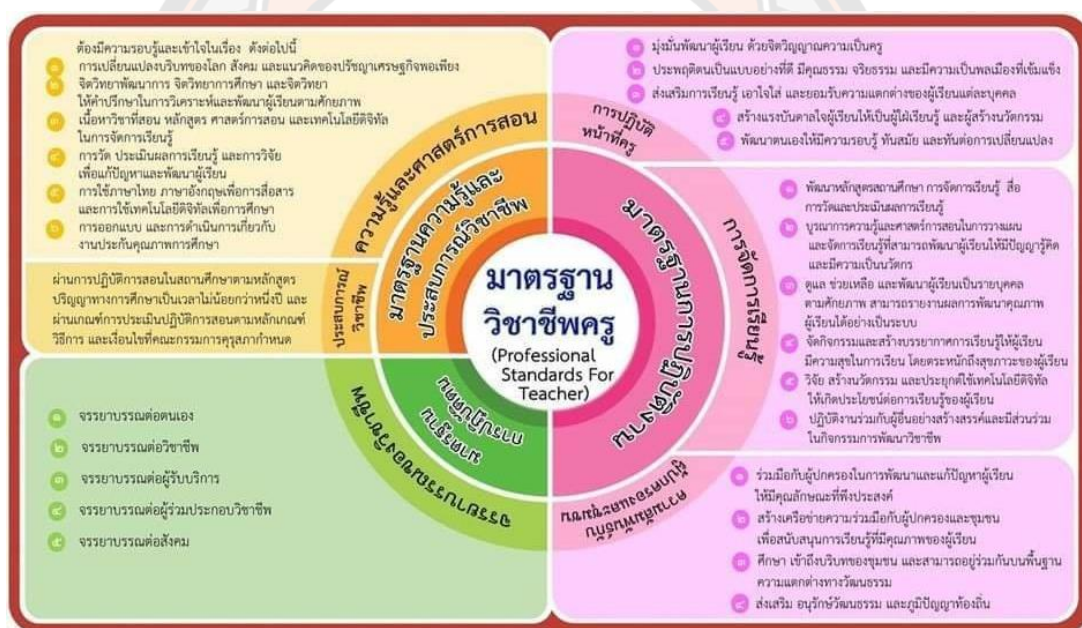 ต้องมีความรอบรู้และเข้าใจในเรื่อง ดังต่อไปนี้
๑ การเปลี่ยนแปลงบริบทของโลก สังคม และแนวคิดของปรัชญาเศรษฐกิจพอเพียง
๒ จิตวิทยาพัฒนาการ จิตวิทยาการศึกษา และจิตวิทยา
ให้คำปรึกษาในการวิเคราะห์และพัฒนาผู้เรียนตามศักยภาพ
๓ เนื้อหาวิชาที่สอน หลักสูตร ศาสตร์การสอน และเทคโนโลยีดิจิทัล
ในการจัดการเรียนรู้
๔ การวัด ประเมินผลการเรียนรู้ และการวิจัย
เพื่อแก้ปัญหาและพัฒนาผู้เรียน
๕ การใช้ภาษาไทย ภาษาอังกฤษเพื่อการสื่อสาร
และการใช้เทคโนโลยีดิจิทัลเพื่อการศึกษา
๖ การออกแบบ และการดำเนินการเกี่ยวกับ
งานประกันคุณภาพการศึกษา
ความรู้และศาสตร์การสอน
ผ่านการปฏิบัติการสอนในสถานศึกษาตามหลักสูตร
ปริญญาทางการศึกษาเป็นเวลาไม่น้อยกว่าหนึ่งปี และ
ผ่านเกณฑ์การประเมินปฏิบัติการสอนตามหลักเกณฑ์
วิธีการ และเงื่อนไขที่คณะกรรมการคุรุสภากำหนด
ประสบการณ์
วิชาชีพ
มาตรฐานความรู้และ
ประสบการณ์วิชาชีพ
๑ จรรยาบรรณต่อตนเอง
๒ จรรยาบรรณต่อวิชาชีพ
๓ จรรยาบรรณต่อผู้รับบริการ
๔ จรรยาบรรณต่อผู้ร่วมประกอบวิชาชีพ
๕ จรรยาบรรณต่อสังคม
จรรยาบรรณของวิชาชีพ
มาตรฐาน
การปฏิบัติตน
มาตรฐาน
วิชาชีพครู
(Professional
Standards For
Teacher)
มาตรฐานการปฏิบัติงาน
การปฏิบัติ
หน้าที่ครู
๑ มุ่งมั่นพัฒนาผู้เรียน ด้วยจิตวิญญาณความเป็นครู
๒ ประพฤติตนเป็นแบบอย่างที่ดี มีคุณธรรม จริยธรรม และมีความเป็นพลเมืองที่เข้มแข็ง
๓ ส่งเสริมการเรียนรู้ เอาใจใส่ และยอมรับความแตกต่างของผู้เรียนแต่ละบุคคล
๔ สร้างแรงบันดาลใจผู้เรียนให้เป็นผู้ใฝ่เรียนรู้ และผู้สร้างนวัตกรรม
๕ พัฒนาตนเองให้มีความรอบรู้ ทันสมัย และทันต่อการเปลี่ยนแปลง
การจัดการเรียนรู้
๑ พัฒนาหลักสูตรสถานศึกษา การจัดการเรียนรู้ สื่อ
การวัดและประเมินผลการเรียนรู้
๒ บูรณาการความรู้และศาสตร์การสอนในการวางแผน
และจัดการเรียนรู้ที่สามารถพัฒนาผู้เรียนให้มีปัญญารู้คิด
และมีความเป็นนวัตกร
๓ ดูแล ช่วยเหลือ และพัฒนาผู้เรียนเป็นรายบุคคล
ตามศักยภาพ สามารถรายงานผลการพัฒนาคุณภาพ
ผู้เรียนได้อย่างเป็นระบบ
๔ จัดกิจกรรมและสร้างบรรยากาศการเรียนรู้ให้ผู้เรียน
มีความสุขในการเรียน โดยตระหนักถึงสุขภาวะของผู้เรียน
๕ วิจัย สร้างนวัตกรรม และประยุกต์ใช้เทคโนโลยีดิจิทัล
ให้เกิดประโยชน์ต่อการเรียนรู้ของผู้เรียน
๖ ปฏิบัติงานร่วมกับผู้อื่นอย่างสร้างสรรค์และมีส่วนร่วม
ในกิจกรรมการพัฒนาวิชาชีพ
ความสัมพันธ์กับ
ผู้ปกครองและชุมชน
๑ ร่วมมือกับผู้ปกครองในการพัฒนาและแก้ปัญหาผู้เรียน
ให้มีคุณลักษณะที่พึงประสงค์
๒ สร้างเครือข่ายความร่วมมือกับผู้ปกครองและชุมชน
เพื่อสนับสนุนการเรียนรู้ที่มีคุณภาพของผู้เรียน
๓ ศึกษา เข้าถึงบริบทของชุมชน และสามารถอยู่ร่วมกันบนพื้นฐาน
ความแตกต่างทางวัฒนธรรม
๔ ส่งเสริม อนุรักษ์วัฒนธรรม และภูมิปัญญาท้องถิ่น